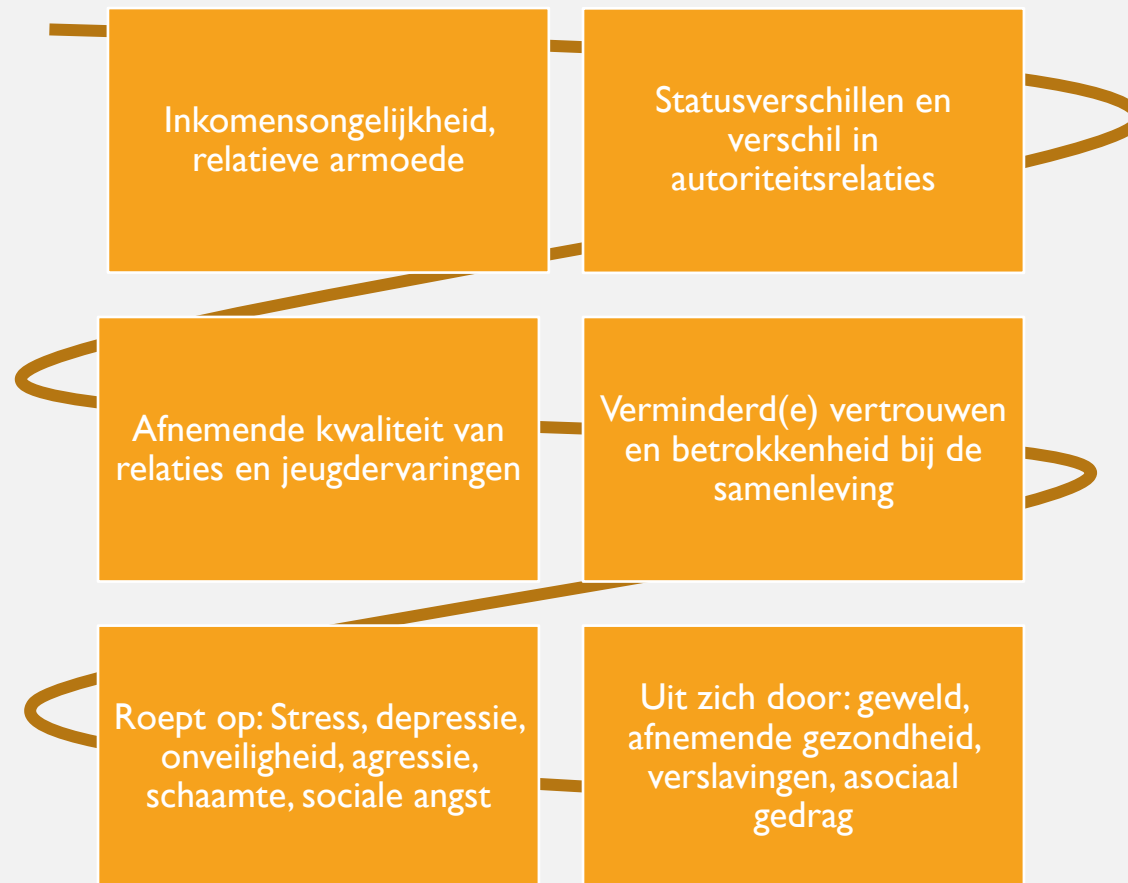 Inkomensongelijkheid,
relatieve armoede
Statusverschillen en
verschil in
autoriteitsrelaties
Afnemende kwaliteit van
relaties en jeugdervaringen
Verminderd(e) vertrouwen
en betrokkenheid bij de
samenleving
Roept op: Stress, depressie,
onveiligheid, agressie,
schaamte, sociale angst
Uit zich door: geweld,
afnemende gezondheid,
verslavingen, asociaal
gedrag